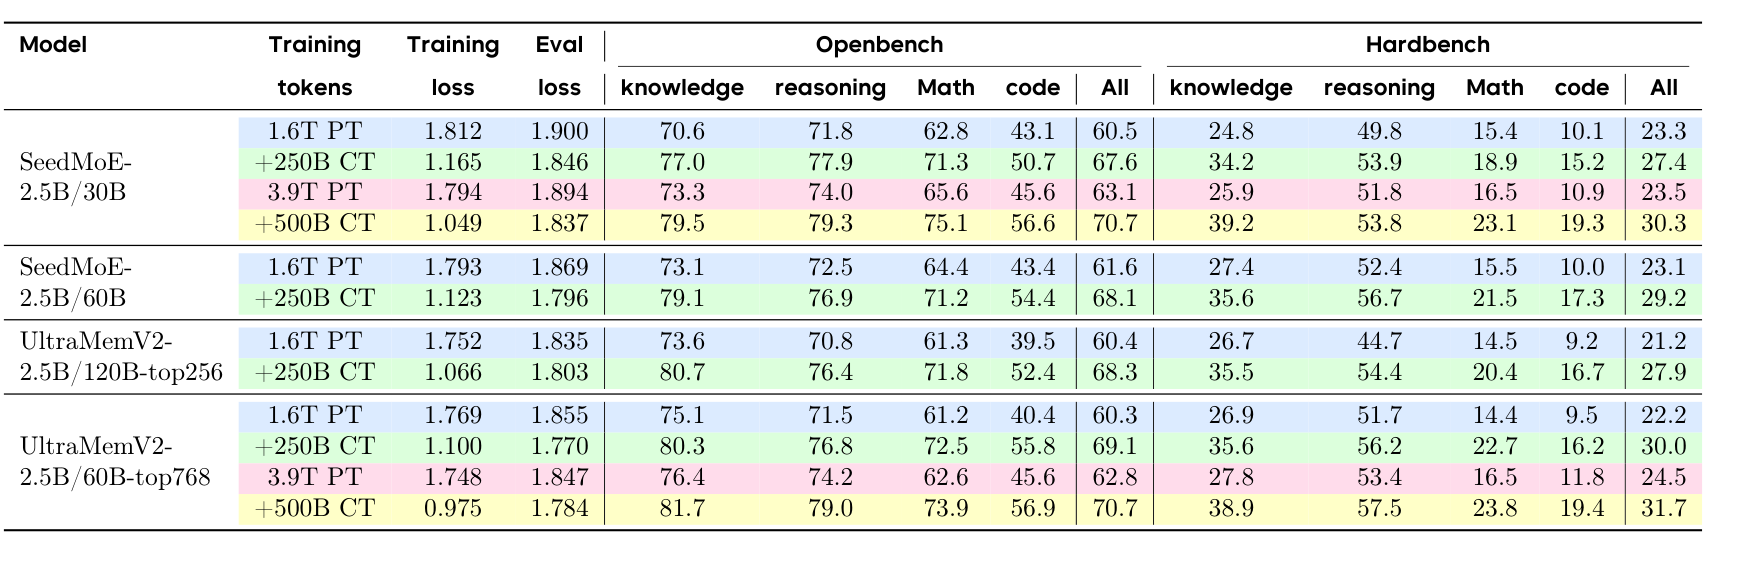 Model Training Training Eval Openbench Hardbench
tokens loss loss knowledge reasoning Math code All knowledge reasoning Math code All
1.6T PT 1.812 1.900 70.6 71.8 62.8 43.1 60.5 24.8 49.8 15.4 10.1 23.3
SeedMoE- +250B CT 1.165 1.846 77.0 77.9 71.3 50.7 67.6 34.2 53.9 18.9 15.2 27.4
2.5B/30B 3.9T PT 1.794 1.894 73.3 74.0 65.6 45.6 63.1 25.9 51.8 16.5 10.9 23.5
+500B CT 1.049 1.837 79.5 79.3 75.1 56.6 70.7 39.2 53.8 23.1 19.3 30.3
SeedMoE- 1.6T PT 1.793 1.869 73.1 72.5 64.4 43.4 61.6 27.4 52.4 15.5 10.0 23.1
2.5B/60B +250B CT 1.123 1.796 79.1 76.9 71.2 54.4 68.1 35.6 56.7 21.5 17.3 29.2
UltraMemV2- 1.6T PT 1.752 1.835 73.6 70.8 61.3 39.5 60.4 26.7 44.7 14.5 9.2 21.2
2.5B/120B-top256 +250B CT 1.066 1.803 80.7 76.4 71.8 52.4 68.3 35.5 54.4 20.4 16.7 27.9
1.6T PT 1.769 1.855 75.1 71.5 61.2 40.4 60.3 26.9 51.7 14.4 9.5 22.2
UltraMemV2- +250B CT 1.100 1.770 80.3 76.8 72.5 55.8 69.1 35.6 56.2 22.7 16.2 30.0
2.5B/60B-top768 3.9T PT 1.748 1.847 76.4 74.2 62.6 45.6 62.8 27.8 53.4 16.5 11.8 24.5
+500B CT 0.975 1.784 81.7 79.0 73.9 56.9 70.7 38.9 57.5 23.8 19.4 31.7